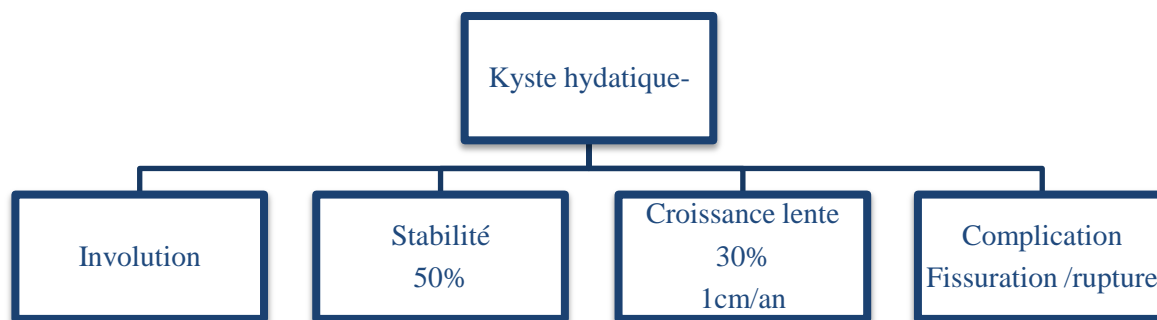 Kyste hydatique-
Involution
Stabilité
50%
Croissance lente
30%
1cm/an
Complication
Fissuration /rupture